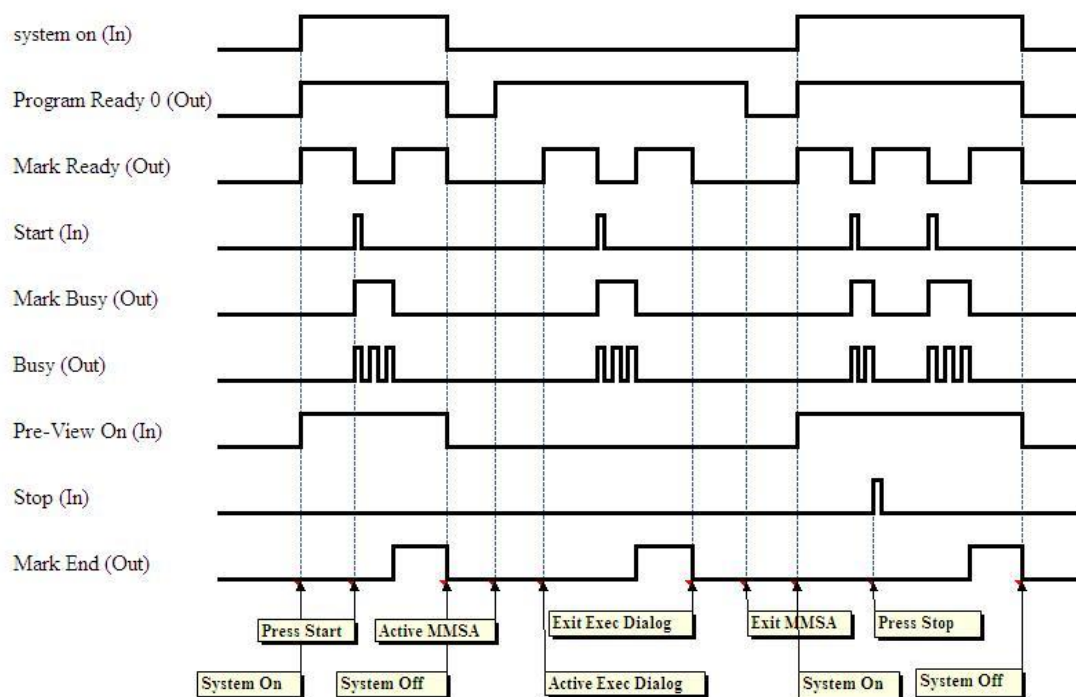 system on (In)
Program Ready 0 (Out)
Mark Ready (Out)
Start (In)
Mark Busy (Out)
Busy (Out)
Pre-View On (In)
Stop (In)
Mark End (Out)
Press Start
Active MMSA
Exit Exec Dialog
Exit MMSA
Press Stop
System On
System Off
Active Exec Dialog
System On
System Off